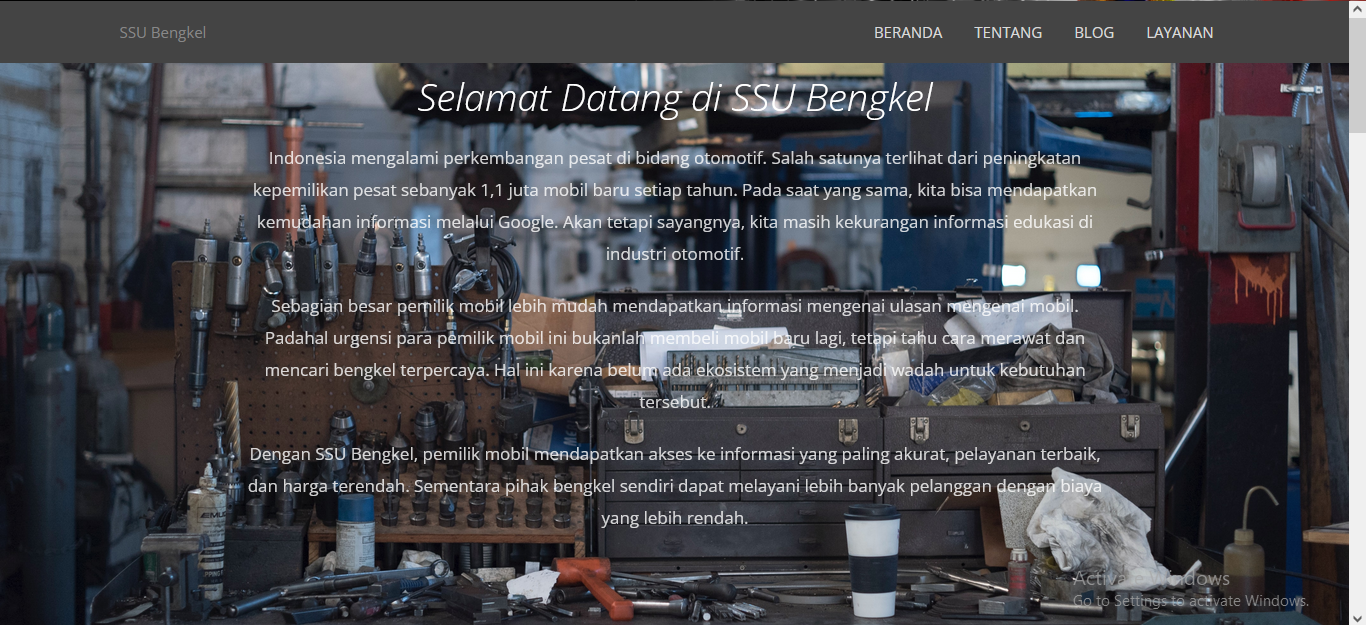 SSU Bengkel
BERANDA TENTANG BLOG LAYANAN
Selamat Datang di SSU Bengkel
Indonesia mengalami perkembangan pesat di bidang otomotif. Salah satunya terlihat dari peningkatan
kepemilikan pesat sebanyak 1,1 juta mobil baru setiap tahun. Pada saat yang sama, kita bisa mendapatkan
kemudahan informasi melalui Google. Akan tetapi sayangnya, kita masih kekurangan informasi edukasi di
industri otomotif.
Sebagian besar pemilik mobil lebih mudah mendapatkan informasi mengenai ulasan mengenai mobil.
Padahal urgensi para pemilik mobil ini bukanlah membeli mobil baru lagi, tetapi tahu cara merawat dan
mencari bengkel terpercaya. Hal ini karena belum ada ekosistem yang menjadi wadah untuk kebutuhan
tersebut.
Dengan SSU Bengkel, pemilik mobil mendapatkan akses ke informasi yang paling akurat, pelayanan terbaik,
dan harga terendah. Sementara pihak bengkel sendiri dapat melayani lebih banyak pelanggan dengan biaya
yang lebih rendah.
Activate Windows
Go to Settings to activate Windows.